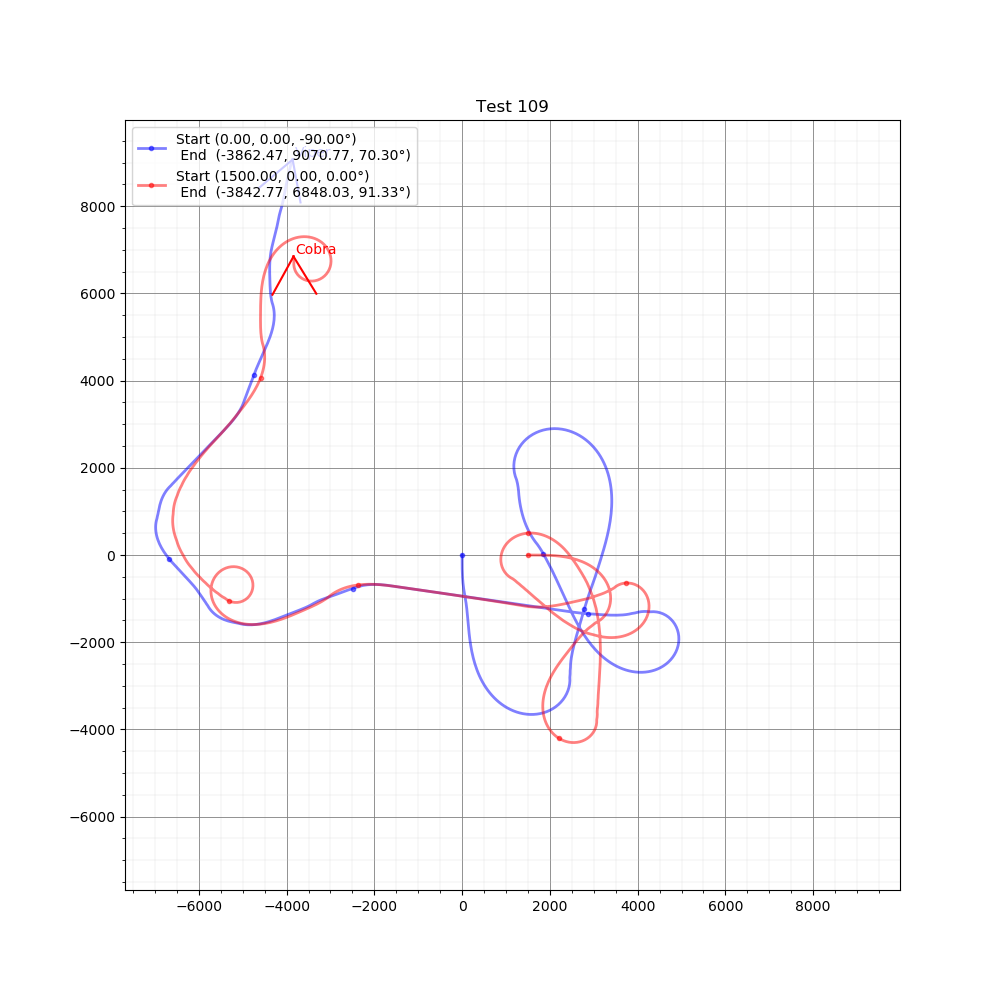 Test 109
Start (0.00, 0.00, -90.00°)
End  (-3862.47, 9070.77, 70.30°)
Start (1500.00, 0.00, 0.00°)
End  (-3842.77, 6848.03, 91.33°)
Cobra
8000
6000
4000
2000
0
−2000
−4000
−6000
−6000 −4000 −2000 0 2000 4000 6000 8000